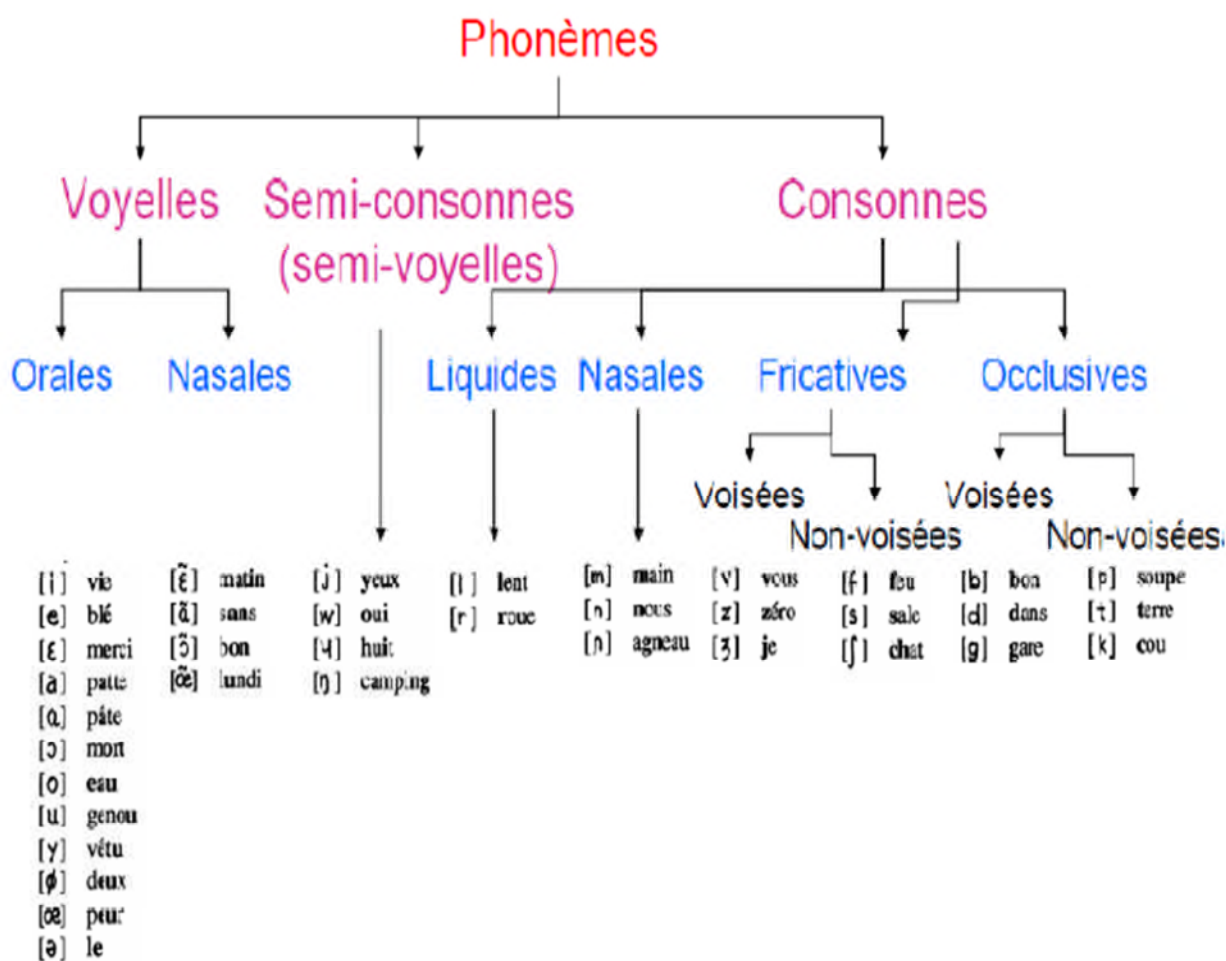 Phonèmes
Voyelles Semi-consonnes Consonnes
(semi-voyelles)
Orales Nasales Liquides Nasales Fricatives Occlusives
Voisées Voisées
Non-voisées Non-voisées
[i] vie [ɛ̃] matin [j] yeux [l] lent [m] main [v] vous [f] feu [b] bon [p] soupe
[e] blé [ɑ̃] sans [w] oui [r] roue [n] nous [z] zéro [s] sale [d] dans [t] terre
[ɛ] merci [ɔ̃] bon [ɥ] huit [ɲ] agneau [ʒ] je [ʃ] chat [g] gare [k] cou
[a] patte [œ̃] lundi [ŋ] camping
[ɑ] pâte
[ɔ] mort
[o] eau
[u] genou
[y] vêtu
[ø] deux
[œ] peur
[ə] le